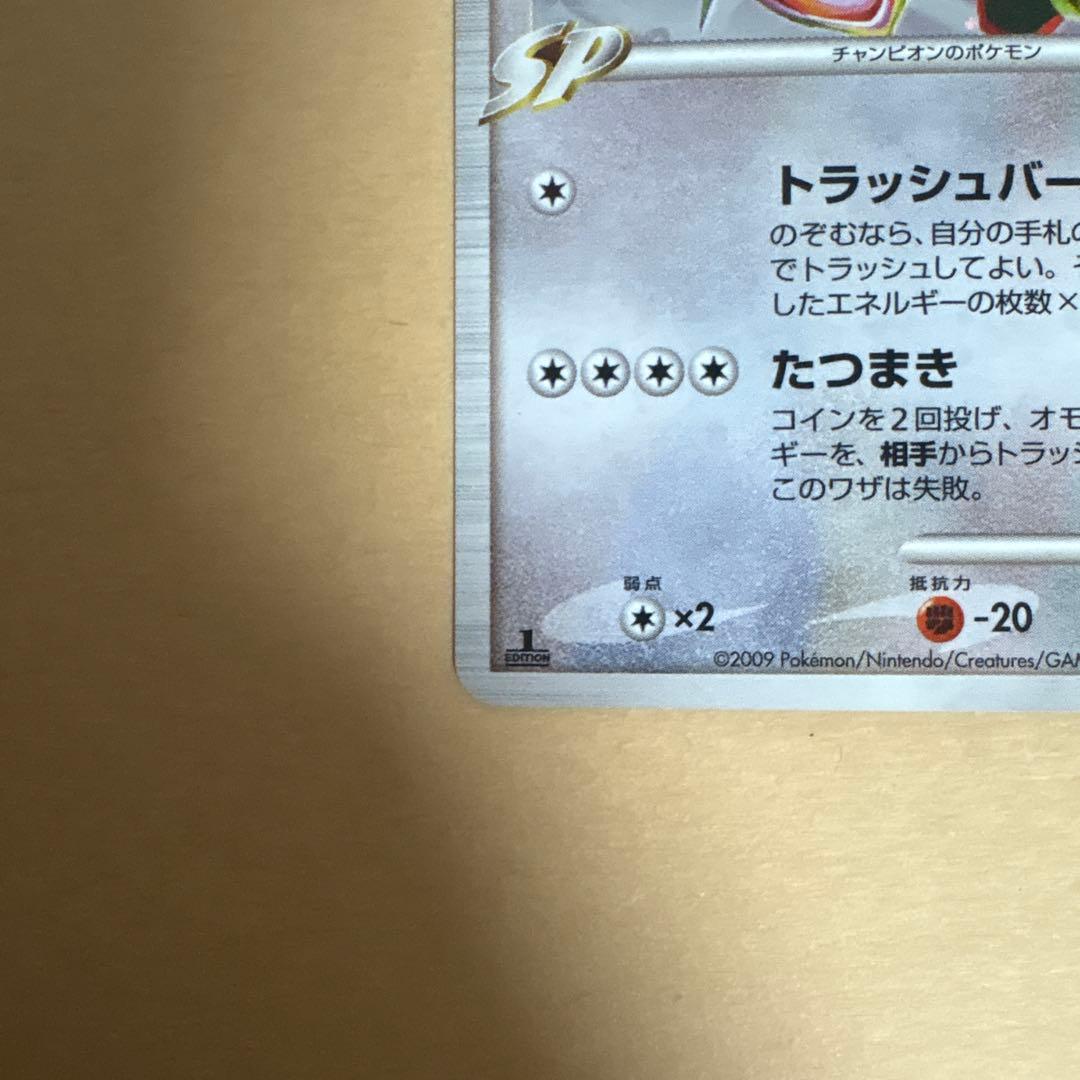 SP
チャンピオンのポケモン
トラッシュバー
のぞむなら、自分の手札の
でトラッシュしてよい。そ
したエネルギーの枚数×
たつまき
コインを2回投げ、オモ
ギーを、相手からトラッシ
このワザは失敗。
弱点 抵抗力
×2 -20
1
EDITION
©2009 Pokémon/Nintendo/Creatures/GAM